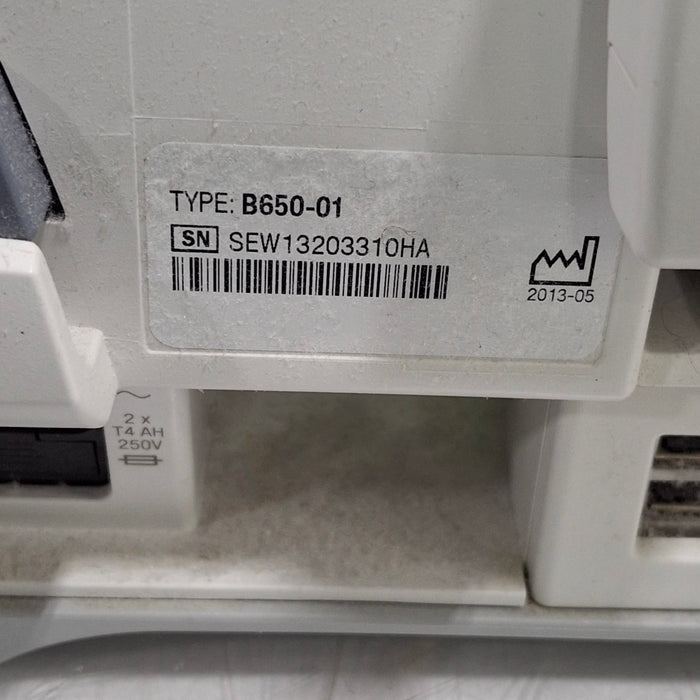 TYPE: B650-01
SN SEW13203310HA
2013-05
2 x
T4 AH
250V